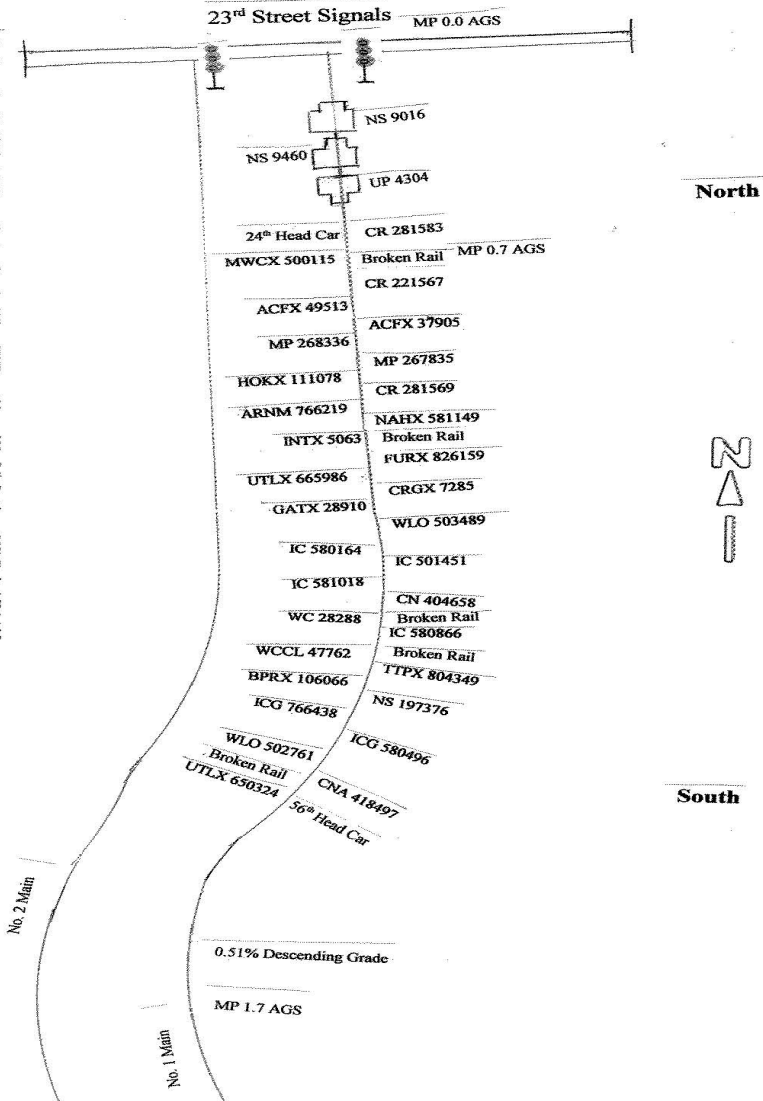 23rd Street Signals
MP 0.0 AGS
NS 9016
NS 9460
UP 4304
North
24th Head Car
CR 281583
MWCX 500115
Broken Rail
MP 0.7 AGS
CR 221567
ACFX 49513
ACFX 37905
MP 268336
MP 267835
HOKX 111078
CR 281569
ARNM 766219
NAHX 581149
INTX 5063
Broken Rail
FURX 826159
UTLX 665986
CRGX 7285
GATX 28910
WLO 503489
N
IC 580164
IC 501451
IC 581018
CN 404658
WC 28288
Broken Rail
IC 580866
WCCL 47762
Broken Rail
BPRX 106066
TTPX 804349
ICG 766438
NS 197376
WLO 502761
ICG 580496
Broken Rail
UTLX 650324
CNA 418497
56th Head Car
South
No. 2 Main
0.51% Descending Grade
MP 1.7 AGS
No. 1 Main